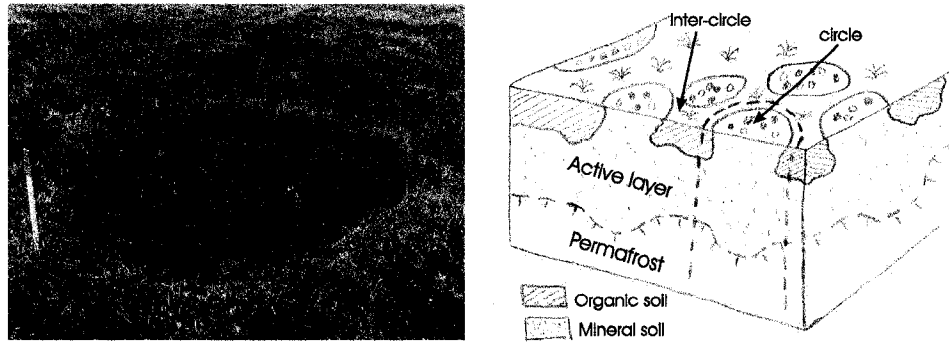 Inter-circle
circle
Active layer
Permafrost
Organic soil
Mineral soil